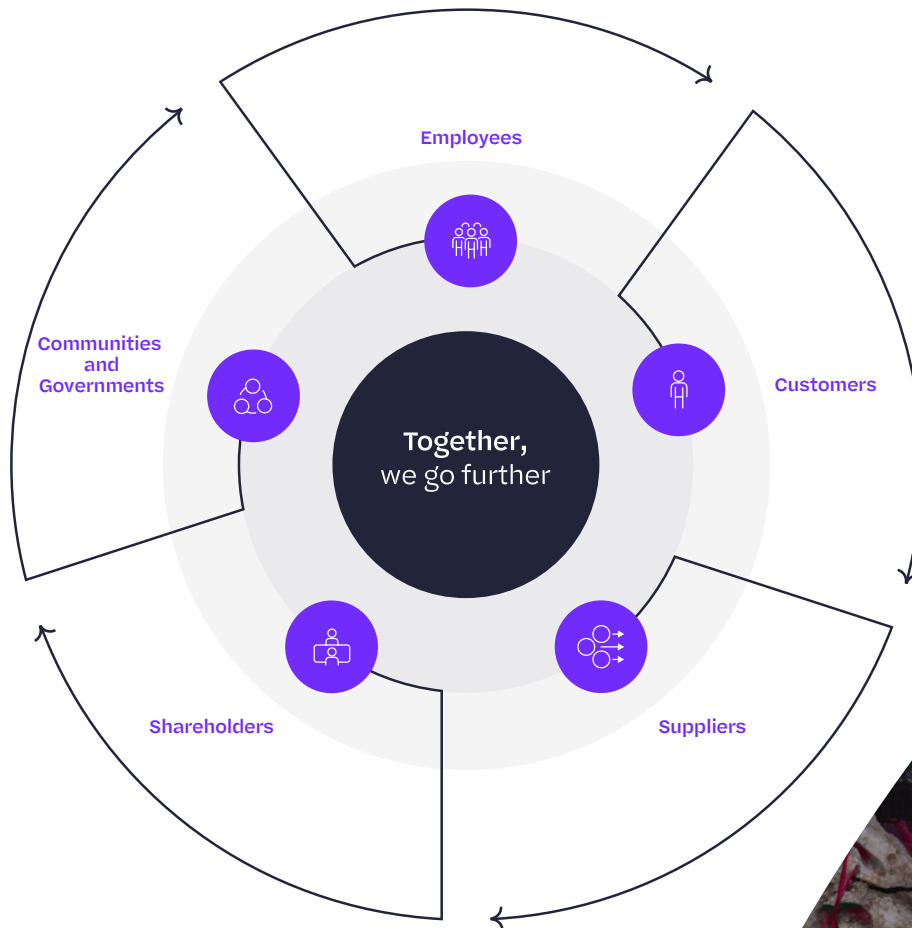 Employees
Communities
and
Governments
Customers
Together,
we go further
Shareholders
Suppliers